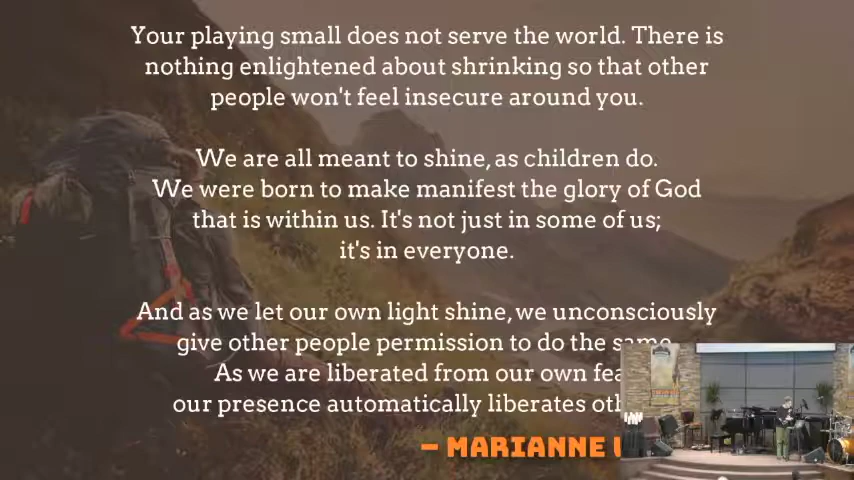 Your playing small does not serve the world. There is
nothing enlightened about shrinking so that other
people won't feel insecure around you.
We are all meant to shine, as children do.
We were born to make manifest the glory of God
that is within us. It's not just in some of us;
it's in everyone.
And as we let our own light shine, we unconsciously
give other people permission to do the same
As we are liberated from our own
our presence automatically liberates
– MARIANNE